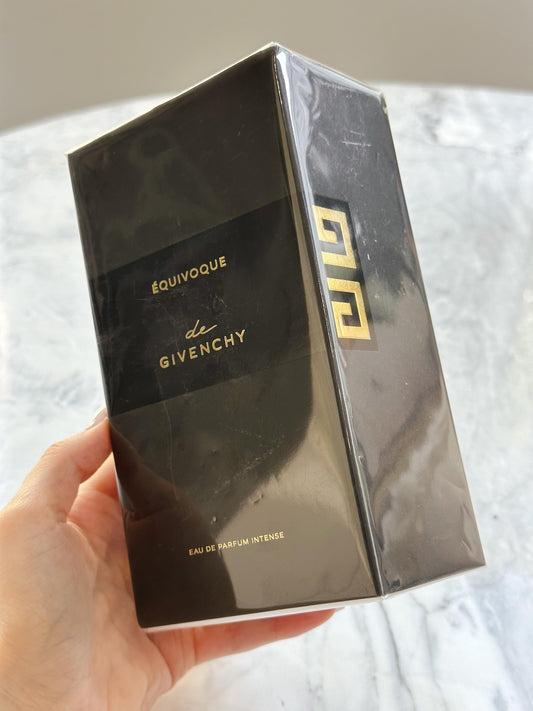 ÉQUIVOQUE
de
GIVENCHY
EAU DE PARFUM INTENSE